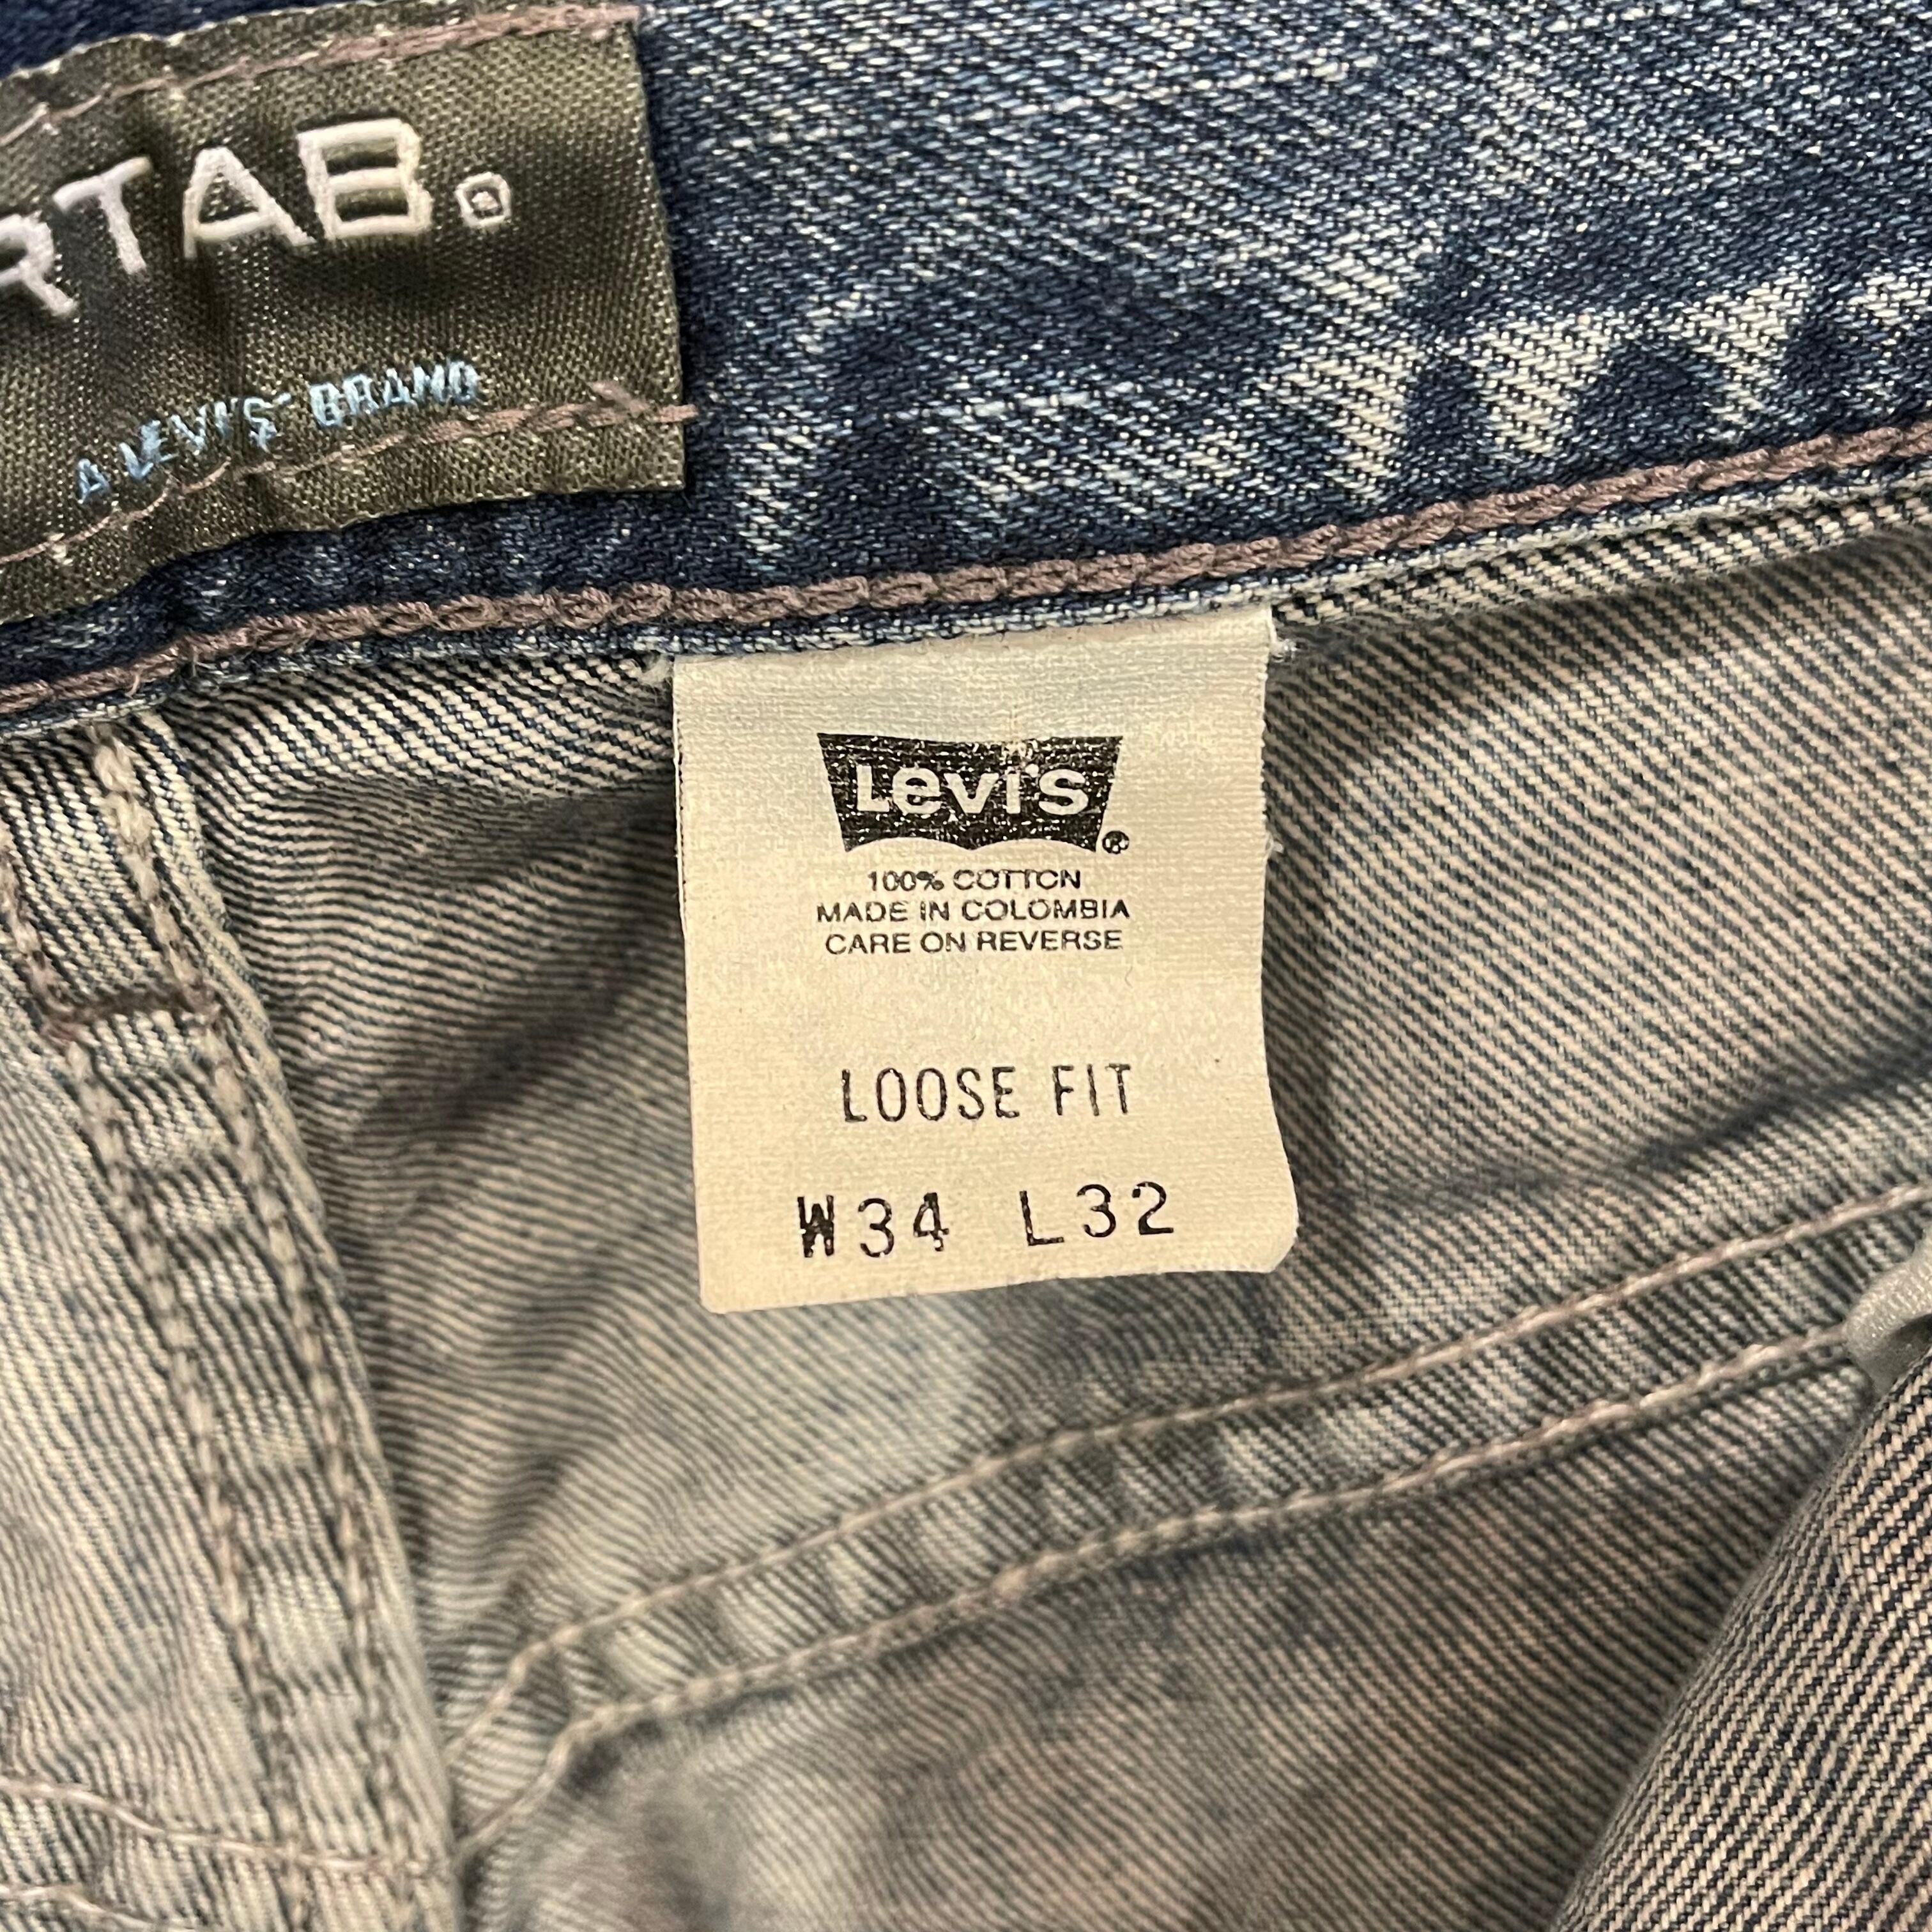 RTAB.
A LEVI'S BRAND
Levi's ®
100% COTTON
MADE IN COLOMBIA
CARE ON REVERSE
LOOSE FIT
W34 L32